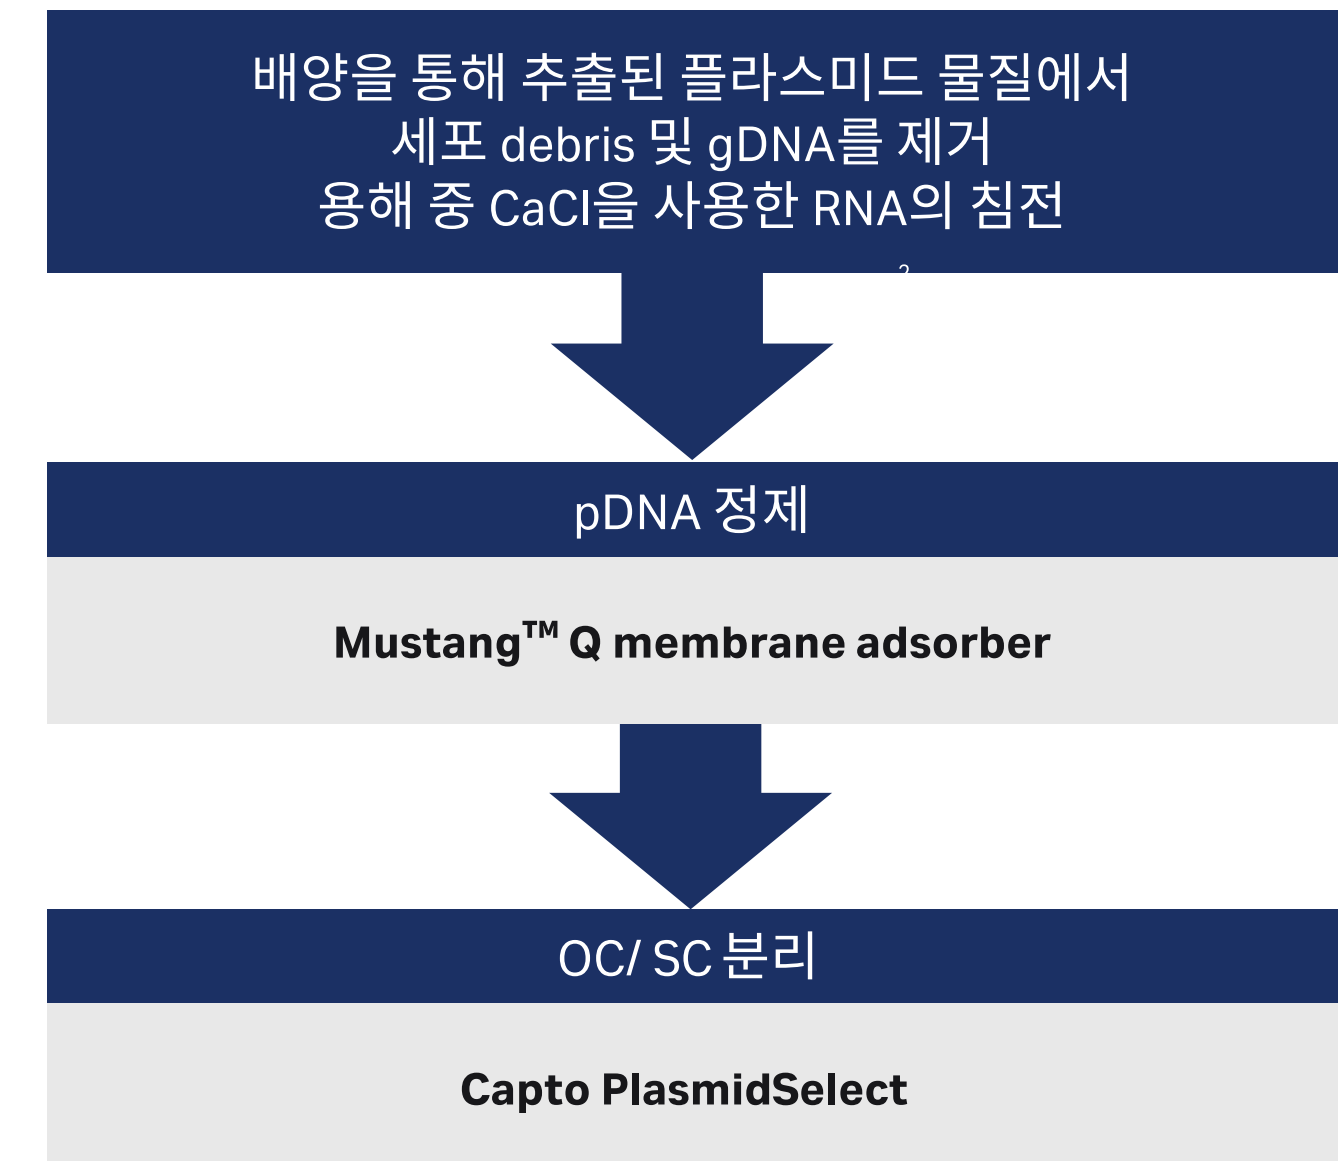 배양을 통해 추출된 플라스미드 물질에서
세포 debris 및 gDNA를 제거
용해 중 CaCl을 사용한 RNA의 침전
2
pDNA 정제
Mustang™ Q membrane adsorber
OC/ SC 분리
Capto PlasmidSelect